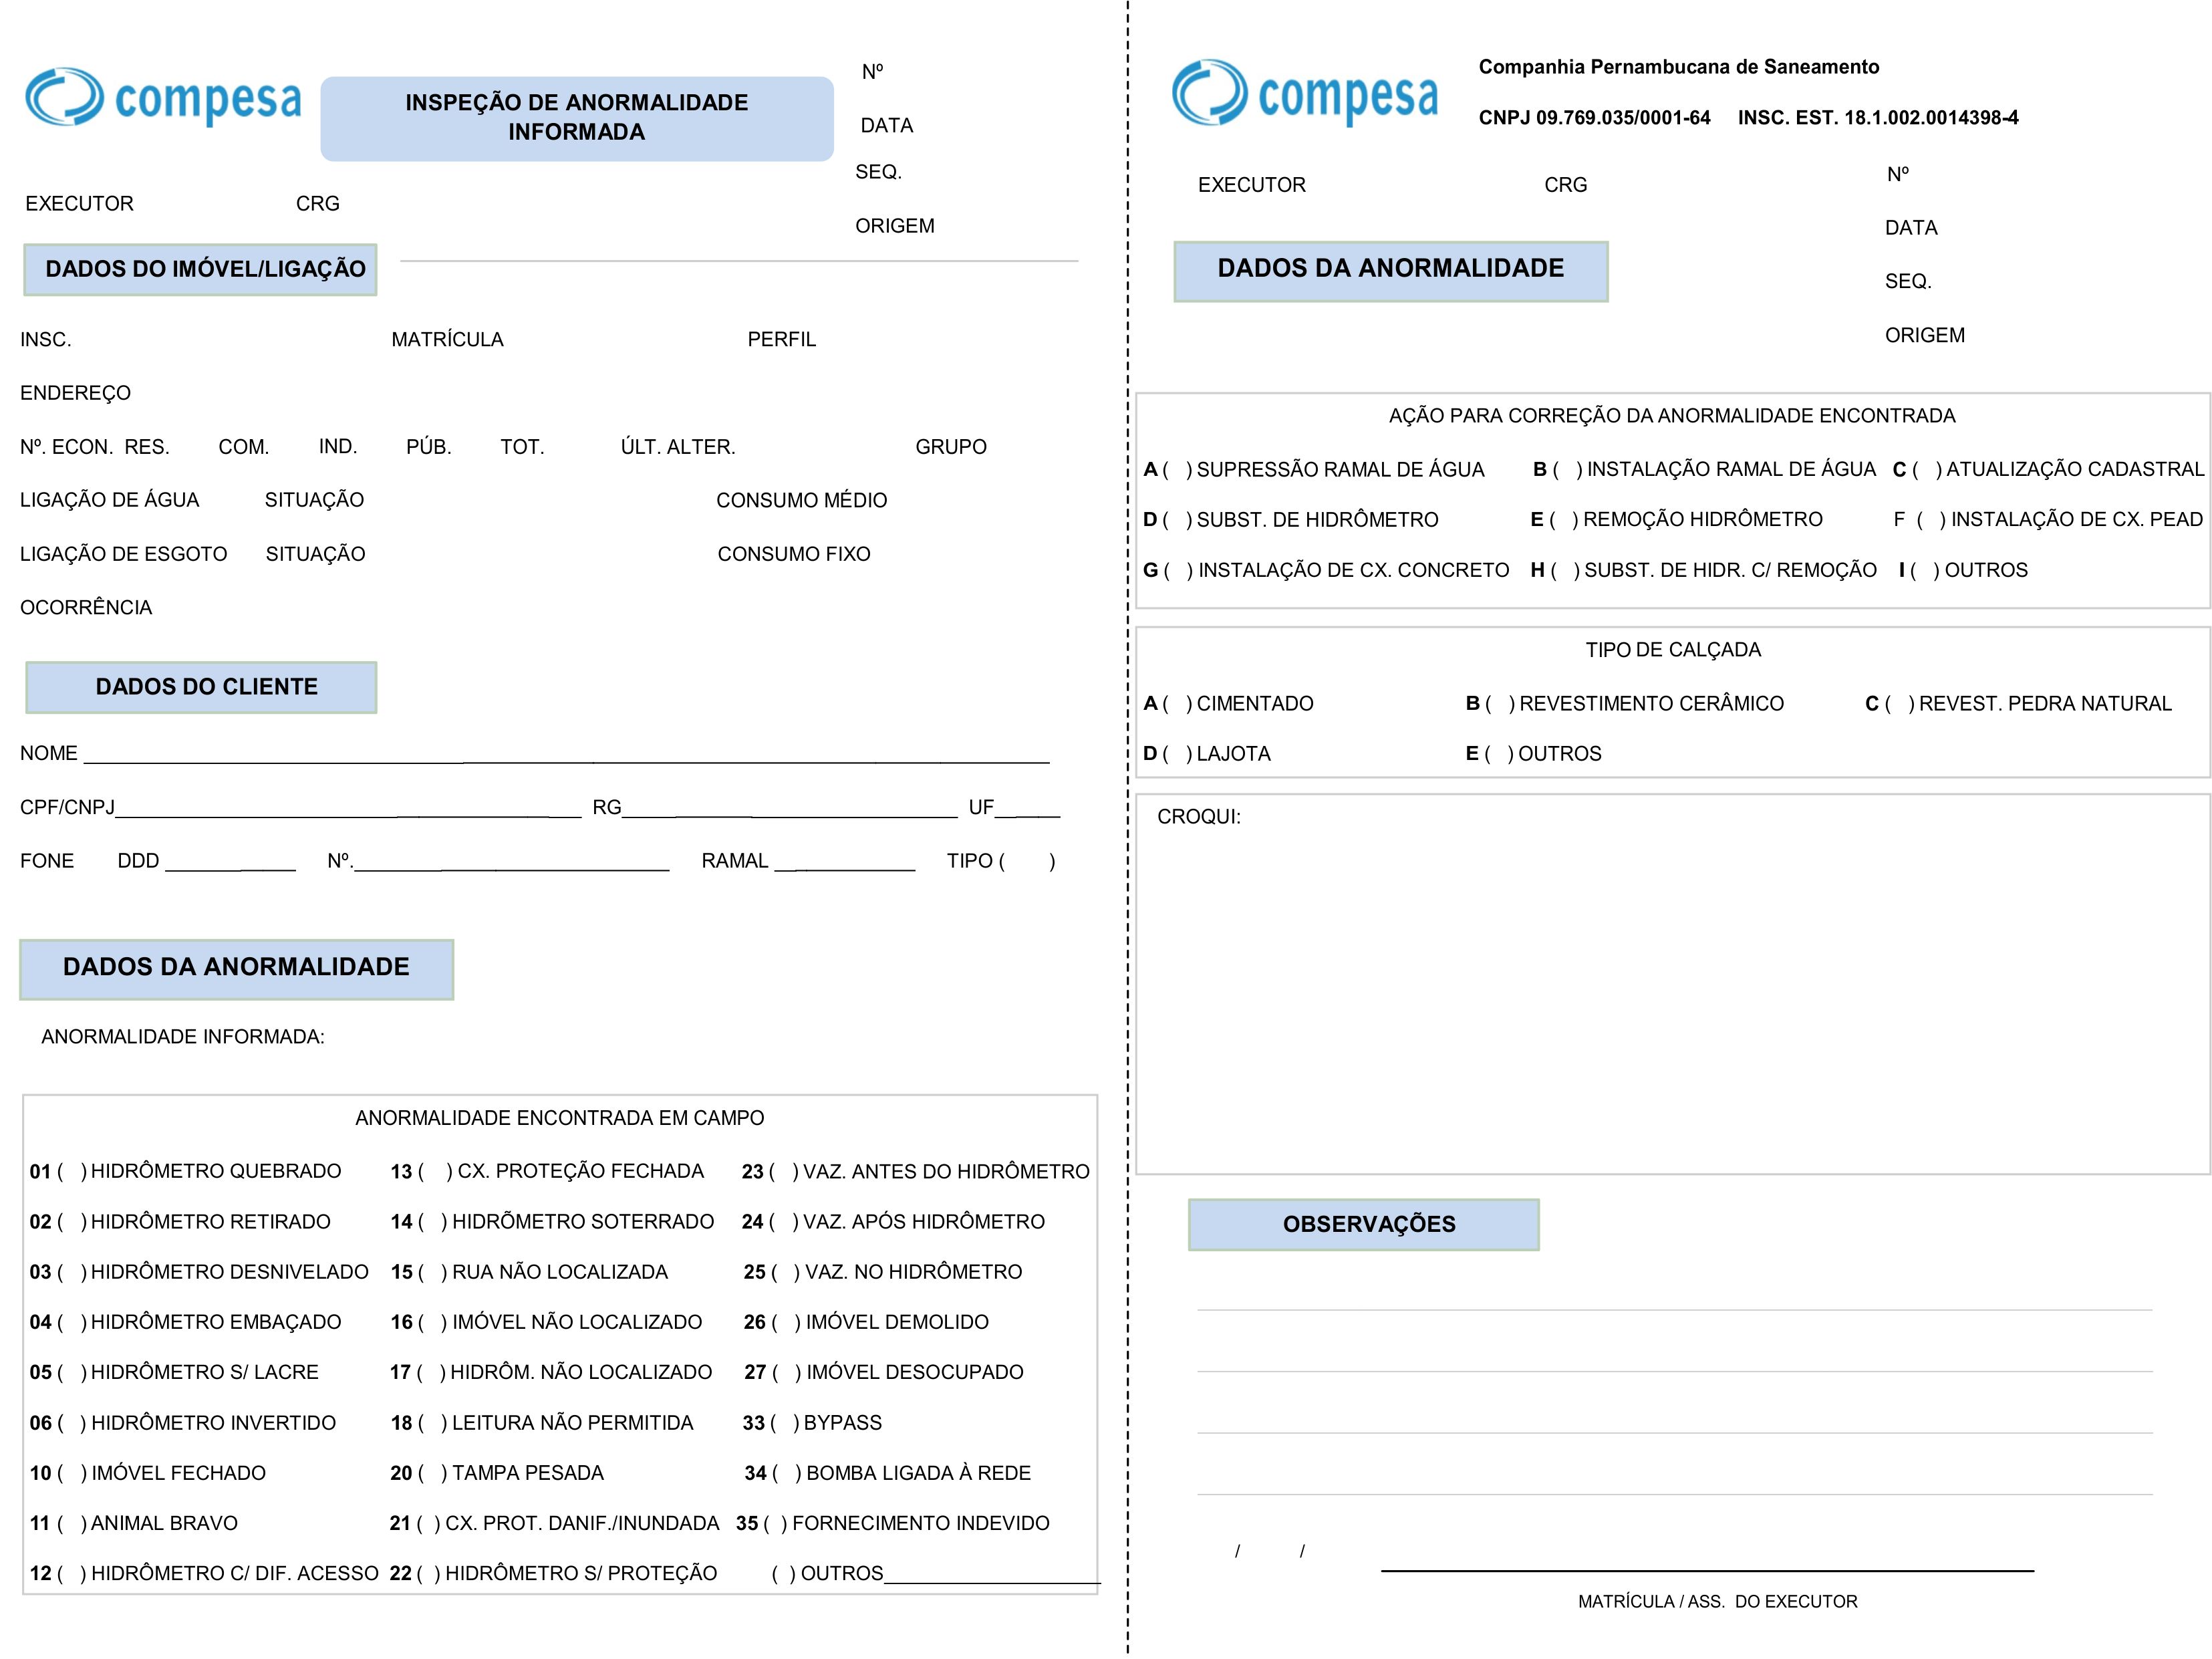 compesa
INSPEÇÃO DE ANORMALIDADE
INFORMADA
Nº
DATA
SEQ.
ORIGEM
EXECUTOR CRG
DADOS DO IMÓVEL/LIGAÇÃO
INSC. MATRÍCULA PERFIL
ENDEREÇO
Nº. ECON. RES. COM. IND. PÚB. TOT. ÚLT. ALTER. GRUPO
LIGAÇÃO DE ÁGUA SITUAÇÃO CONSUMO MÉDIO
LIGAÇÃO DE ESGOTO SITUAÇÃO CONSUMO FIXO
OCORRÊNCIA
DADOS DO CLIENTE
NOME
CPF/CNPJ RG UF
FONE DDD Nº. RAMAL TIPO ( )
DADOS DA ANORMALIDADE
ANORMALIDADE INFORMADA:
ANORMALIDADE ENCONTRADA EM CAMPO
01 ( ) HIDRÔMETRO QUEBRADO 13 ( ) CX. PROTEÇÃO FECHADA 23 ( ) VAZ. ANTES DO HIDRÔMETRO
02 ( ) HIDRÔMETRO RETIRADO 14 ( ) HIDRÕMETRO SOTERRADO 24 ( ) VAZ. APÓS HIDRÔMETRO
03 ( ) HIDRÔMETRO DESNIVELADO 15 ( ) RUA NÃO LOCALIZADA 25 ( ) VAZ. NO HIDRÔMETRO
04 ( ) HIDRÔMETRO EMBAÇADO 16 ( ) IMÓVEL NÃO LOCALIZADO 26 ( ) IMÓVEL DEMOLIDO
05 ( ) HIDRÔMETRO S/ LACRE 17 ( ) HIDRÔM. NÃO LOCALIZADO 27 ( ) IMÓVEL DESOCUPADO
06 ( ) HIDRÔMETRO INVERTIDO 18 ( ) LEITURA NÃO PERMITIDA 33 ( ) BYPASS
10 ( ) IMÓVEL FECHADO 20 ( ) TAMPA PESADA 34 ( ) BOMBA LIGADA À REDE
11 ( ) ANIMAL BRAVO 21 ( ) CX. PROT. DANIF./INUNDADA 35 ( ) FORNECIMENTO INDEVIDO
12 ( ) HIDRÔMETRO C/ DIF. ACESSO 22 ( ) HIDRÔMETRO S/ PROTEÇÃO ( ) OUTROS
compesa
Companhia Pernambucana de Saneamento
CNPJ 09.769.035/0001-64 INSC. EST. 18.1.002.0014398-4
EXECUTOR CRG
Nº
DATA
SEQ.
ORIGEM
DADOS DA ANORMALIDADE
AÇÃO PARA CORREÇÃO DA ANORMALIDADE ENCONTRADA
A ( ) SUPRESSÃO RAMAL DE ÁGUA B ( ) INSTALAÇÃO RAMAL DE ÁGUA C ( ) ATUALIZAÇÃO CADASTRAL
D ( ) SUBST. DE HIDRÔMETRO E ( ) REMOÇÃO HIDRÔMETRO F ( ) INSTALAÇÃO DE CX. PEAD
G ( ) INSTALAÇÃO DE CX. CONCRETO H ( ) SUBST. DE HIDR. C/ REMOÇÃO I ( ) OUTROS
TIPO DE CALÇADA
A ( ) CIMENTADO B ( ) REVESTIMENTO CERÂMICO C ( ) REVEST. PEDRA NATURAL
D ( ) LAJOTA E ( ) OUTROS
CROQUI:
OBSERVAÇÕES
/ /
MATRÍCULA / ASS. DO EXECUTOR